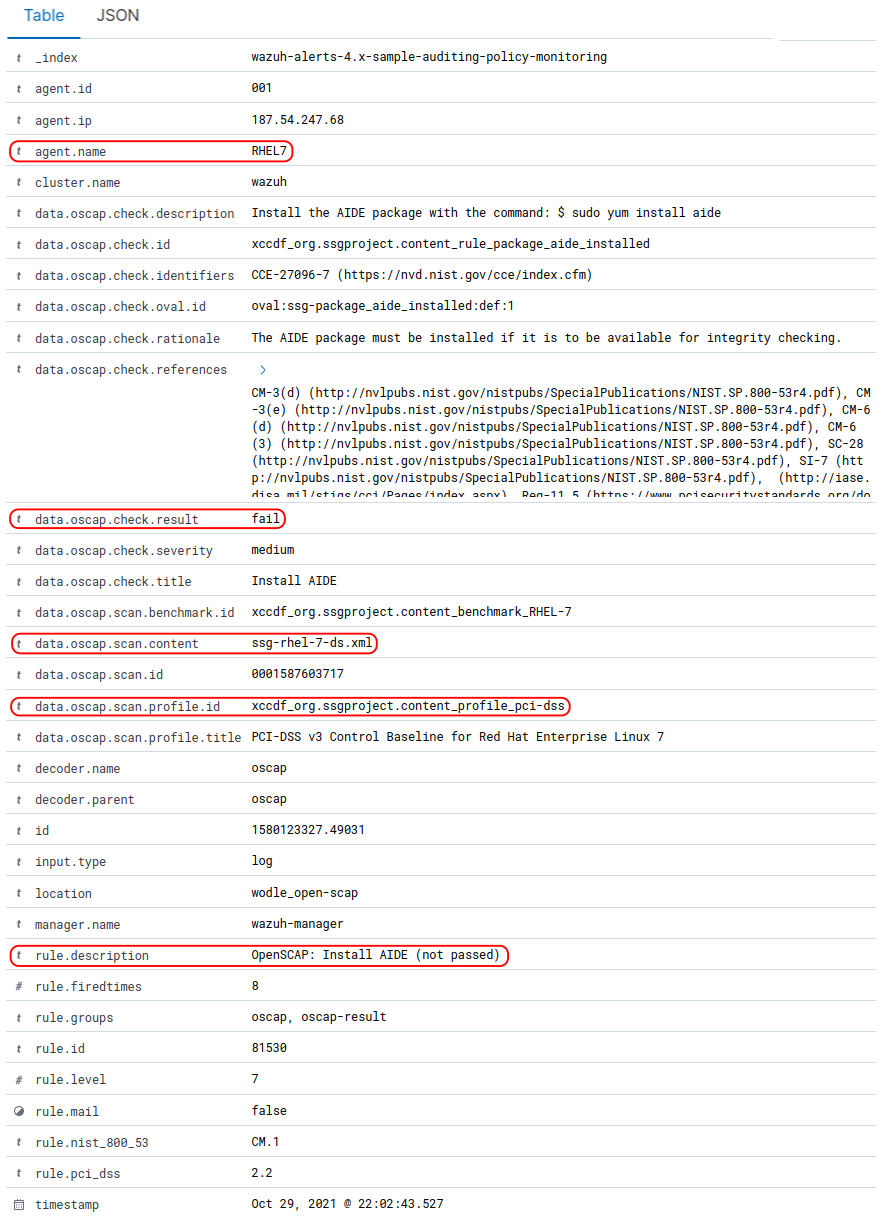 Table JSON
t _index wazuh-alerts-4.x-sample-auditing-policy-monitoring
t agent.id 001
t agent.ip 187.54.247.68
t agent.name RHEL7
t cluster.name wazuh
t data.oscap.check.description Install the AIDE package with the command: $ sudo yum install aide
t data.oscap.check.id xccdf_org.ssgproject.content_rule_package_aide_installed
t data.oscap.check.identifiers CCE-27096-7 (https://nvd.nist.gov/cce/index.cfm)
t data.oscap.check.oval.id oval:ssg-package_aide_installed:def:1
t data.oscap.check.rationale The AIDE package must be installed if it is to be available for integrity checking.
t data.oscap.check.references
CM-3(d) (http://nvlpubs.nist.gov/nistpubs/SpecialPublications/NIST.SP.800-53r4.pdf), CM
-3(e) (http://nvlpubs.nist.gov/nistpubs/SpecialPublications/NIST.SP.800-53r4.pdf), CM-6
(d) (http://nvlpubs.nist.gov/nistpubs/SpecialPublications/NIST.SP.800-53r4.pdf), CM-6
(3) (http://nvlpubs.nist.gov/nistpubs/SpecialPublications/NIST.SP.800-53r4.pdf), SC-28
(http://nvlpubs.nist.gov/nistpubs/SpecialPublications/NIST.SP.800-53r4.pdf), SI-7 (htt
p://nvlpubs.nist.gov/nistpubs/SpecialPublications/NIST.SP.800-53r4.pdf), (http://iase.
disa.mil/stigs/cci/Pages/index.aspx), Req-11.5 (https://www.pcisecuritystandards.org/do
t data.oscap.check.result fail
t data.oscap.check.severity medium
t data.oscap.check.title Install AIDE
t data.oscap.scan.benchmark.id xccdf_org.ssgproject.content_benchmark_RHEL-7
t data.oscap.scan.content ssg-rhel-7-ds.xml
t data.oscap.scan.id 0001587603717
t data.oscap.scan.profile.id xccdf_org.ssgproject.content_profile_pci-dss
t data.oscap.scan.profile.title PCI-DSS v3 Control Baseline for Red Hat Enterprise Linux 7
t decoder.name oscap
t decoder.parent oscap
t id 1580123327.49031
t input.type log
t location wodle_open-scap
t manager.name wazuh-manager
t rule.description OpenSCAP: Install AIDE (not passed)
# rule.firedtimes 8
t rule.groups oscap, oscap-result
t rule.id 81530
# rule.level 7
rule.mail false
t rule.nist_800_53 CM.1
t rule.pci_dss 2.2
timestamp Oct 29, 2021 @ 22:02:43.527